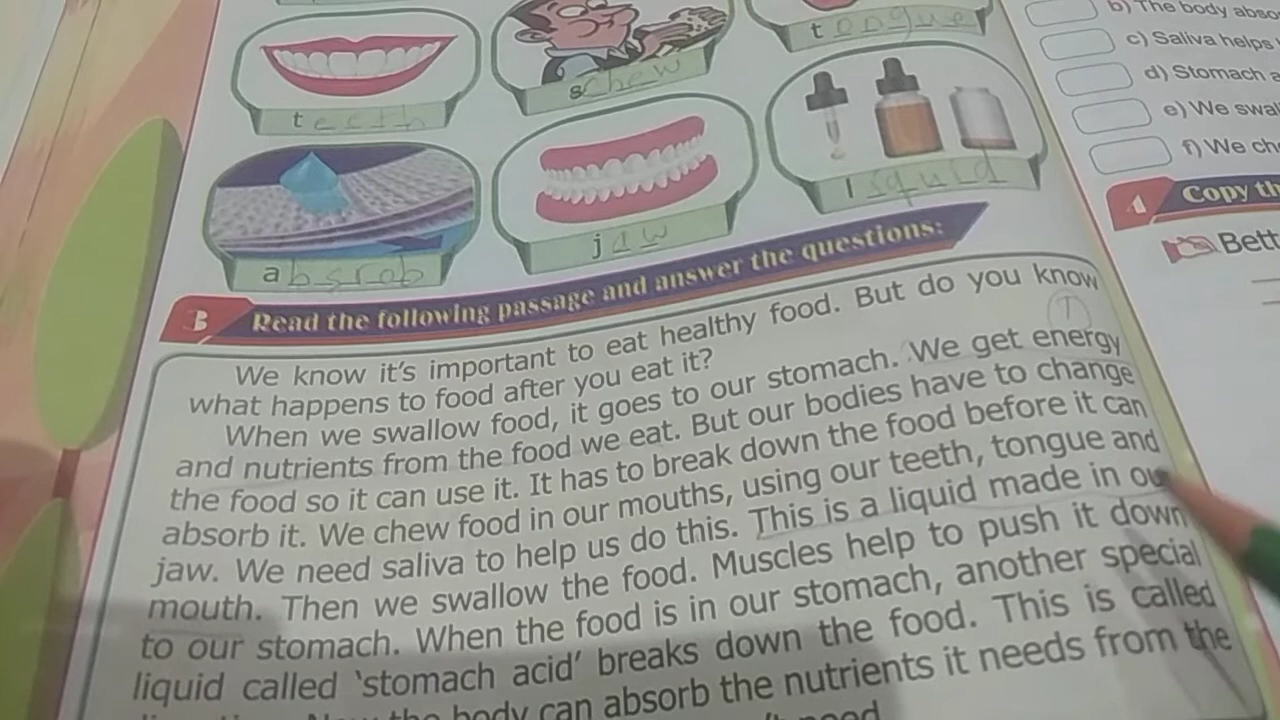 tongue
schew
teeth
liquid
jaw
absrob
b) The body abso
c) Saliva helps
d) Stomach a
e) We swal
f) We che
4 Copy th
Bett
3 Read the following passage and answer the questions:
1
We know it's important to eat healthy food. But do you know
what happens to food after you eat it?
When we swallow food, it goes to our stomach. We get energy
and nutrients from the food we eat. But our bodies have to change
the food so it can use it. It has to break down the food before it can
absorb it. We chew food in our mouths, using our teeth, tongue and
jaw. We need saliva to help us do this. This is a liquid made in our
mouth. Then we swallow the food. Muscles help to push it down
to our stomach. When the food is in our stomach, another special
liquid called 'stomach acid' breaks down the food. This is called
Now the body can absorb the nutrients it needs from the